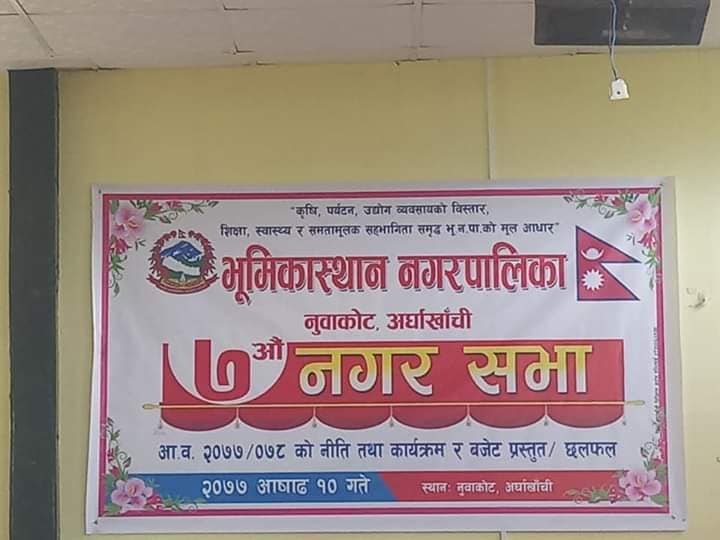 "कृषि, पर्यटन, उद्योग व्यवसायको विस्तार,
शिक्षा, स्वास्थ्य र समतामूलक सहभागिता समृद्ध भू.न.पा.को मूल आधार"
भूमिकास्थान नगरपालिका
नुवाकोट, अर्घाखाँची
७ औं नगर सभा
आ.व. २०७७/०७८ को नीति तथा कार्यक्रम र बजेट प्रस्तुत/ छलफल
२०७७ आषाढ १० गते
स्थानः नुवाकोट, अर्घाखाँची